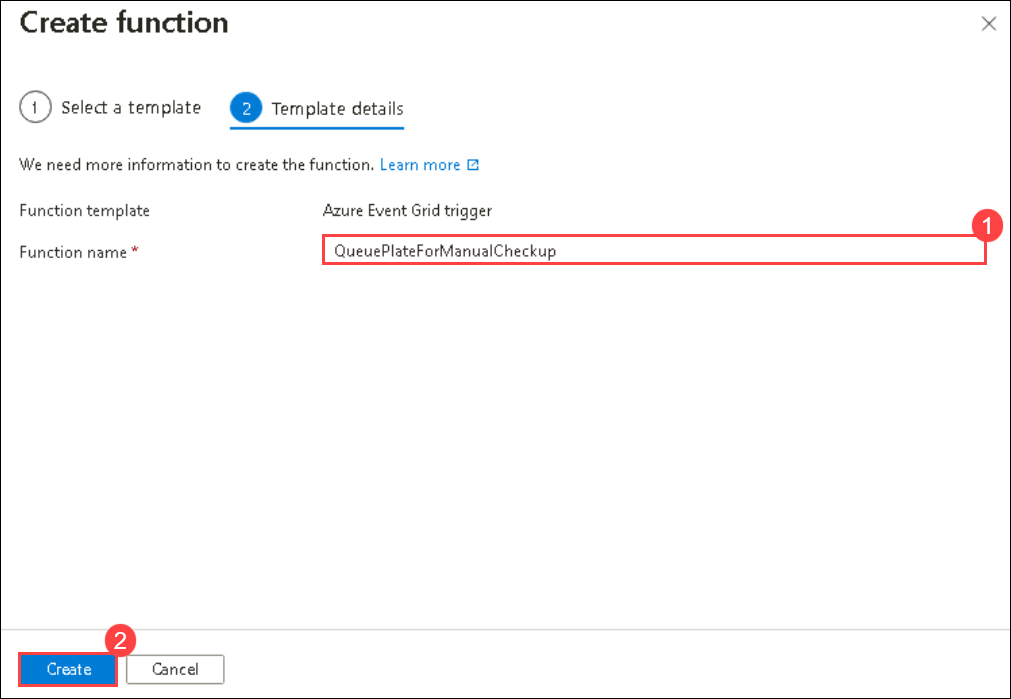 Create function
1 Select a template 2 Template details
We need more information to create the function. Learn more
Function template Azure Event Grid trigger
1
Function name * QueuePlateForManualCheckup
2
Create Cancel